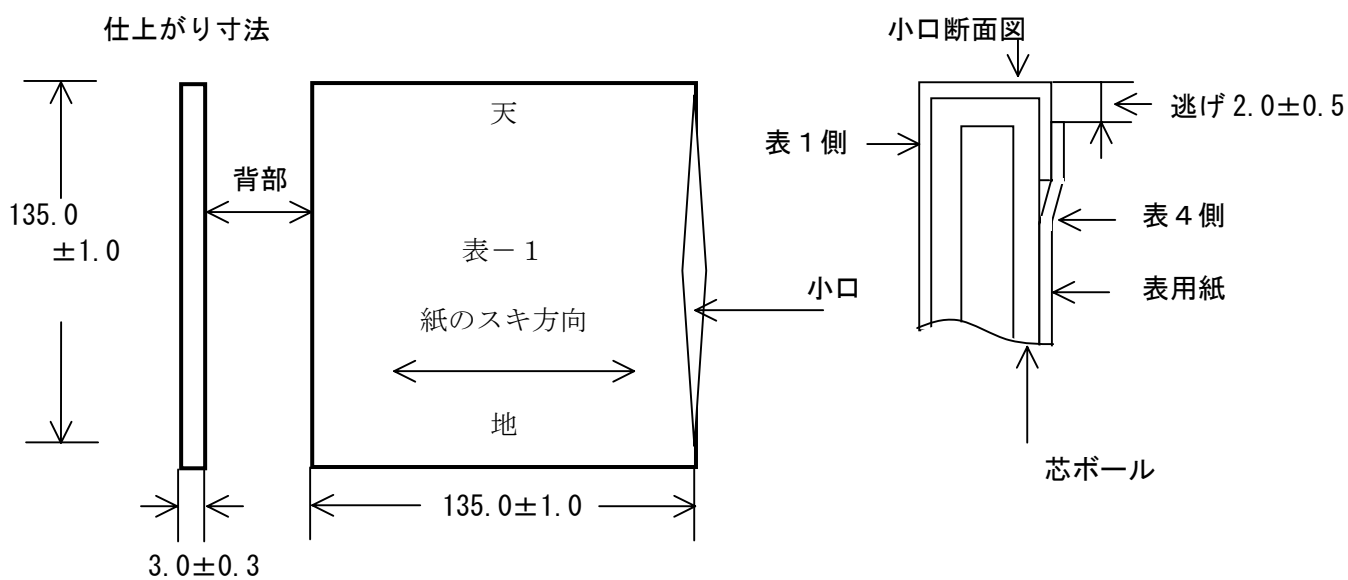 仕上がり寸法
小口断面図
天
逃げ2.0±0.5
表１側
背部
135.0
±1.0
表４側
表－１
小口
表用紙
紙のスキ方向
地
芯ボール
135.0±1.0
3.0±0.3